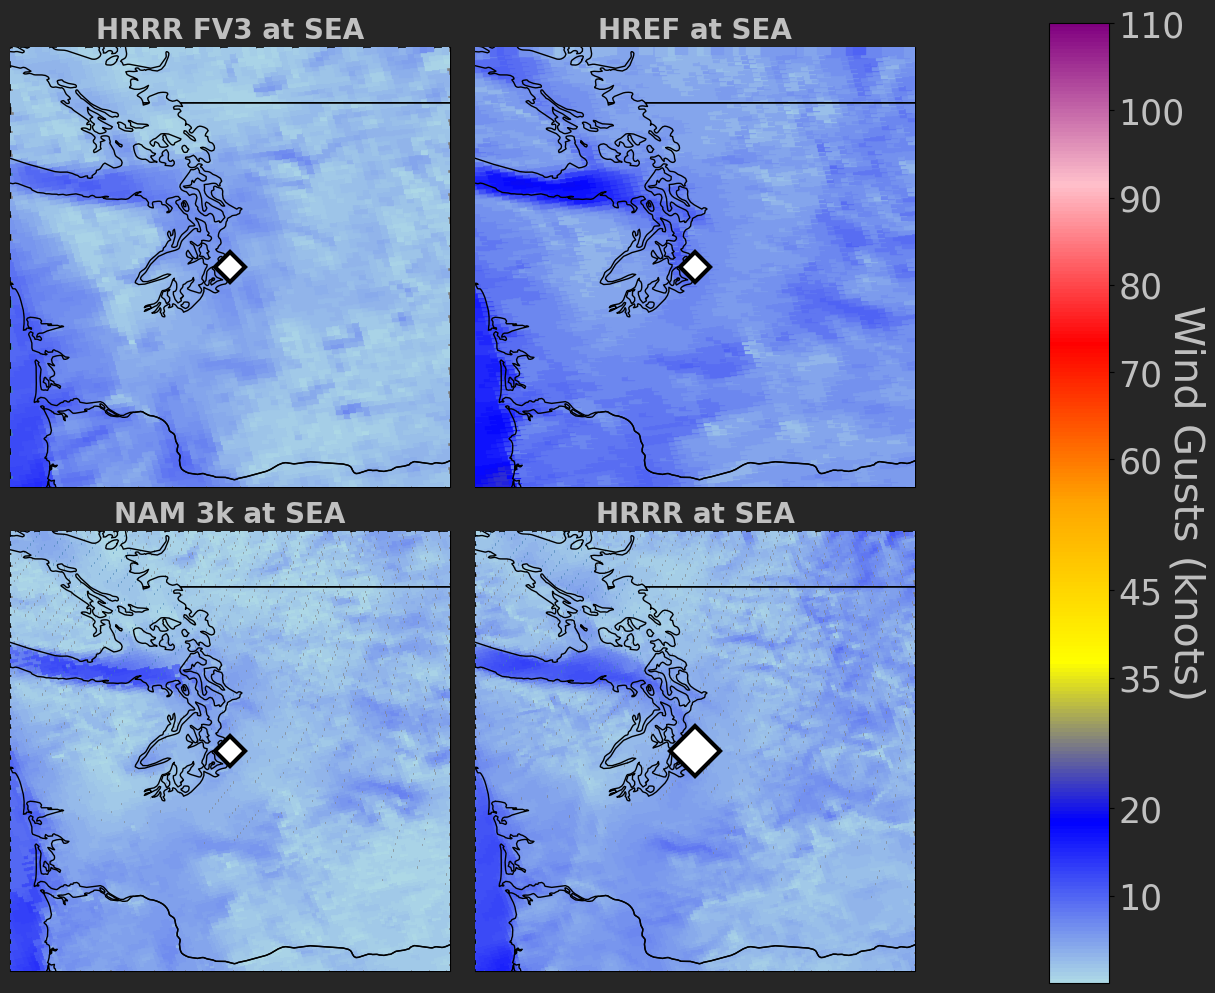 HRRR FV3 at SEA
HREF at SEA
NAM 3k at SEA
HRRR at SEA
110
100
90
80
70
60
45
35
20
10
Wind Gusts (knots)